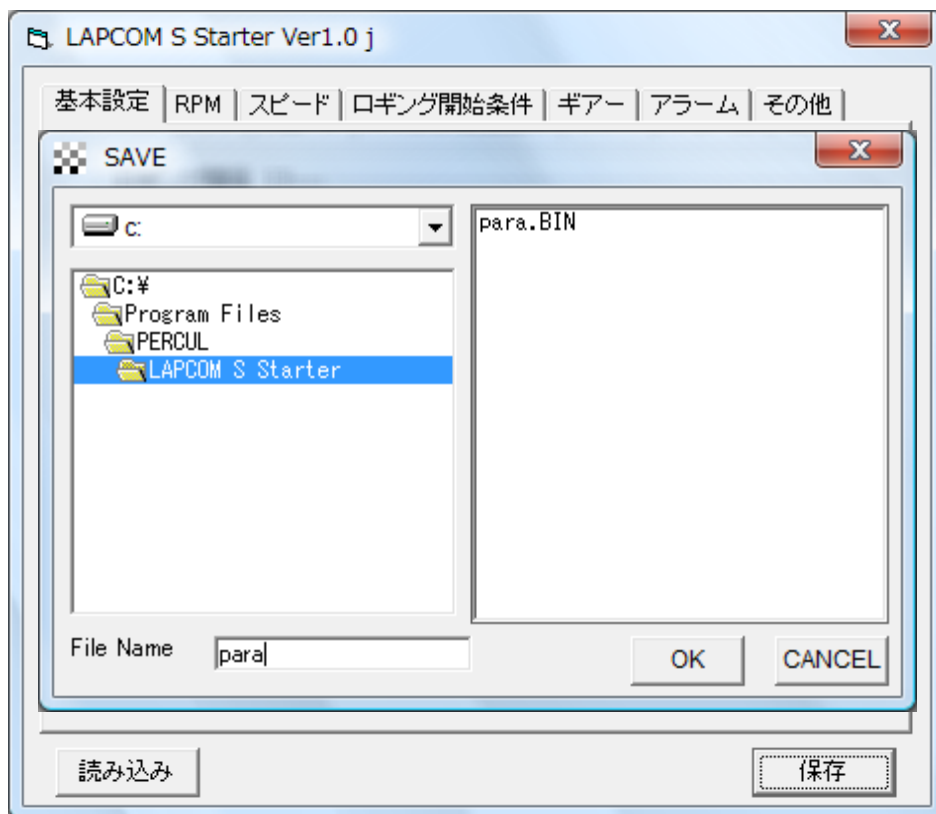 LAPCOM S Starter Ver1.0 j
基本設定 RPM スピード ロギング開始条件 ギアー アラーム その他
SAVE
c:
para.BIN
C:¥
Program Files
PERCUL
LAPCOM S Starter
File Name para OK CANCEL
読み込み 保存